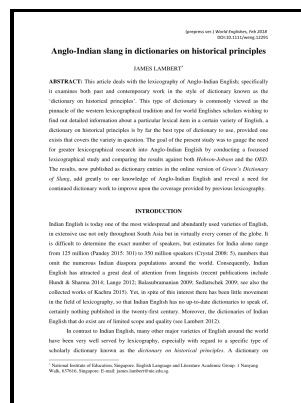 (prepress ver.) World Englishes, Feb 2018
DOI:10.1111/weng.12291
Anglo-Indian slang in dictionaries on historical principles
JAMES LAMBERT*
ABSTRACT: This article deals with the lexicography of Anglo-Indian English; specifically
it examines both past and contemporary work in the style of dictionary known as the
‘dictionary on historical principles’. This type of dictionary is commonly viewed as the
pinnacle of the western lexicographical tradition and for world Englishes scholars wishing to
find out detailed information about a particular lexical item in a certain variety of English, a
dictionary on historical principles is by far the best type of dictionary to use, provided one
exists that covers the variety in question. The goal of the present study was to gauge the need
for greater lexicographical research into Anglo-Indian English by conducting a focussed
lexicographical study and comparing the results against both Hobson-Jobson and the OED.
The results, now published as dictionary entries in the online version of Green's Dictionary
of Slang, add greatly to our knowledge of Anglo-Indian English and reveal a need for
continued dictionary work to improve upon the coverage provided by previous lexicography.
INTRODUCTION
Indian English is today one of the most widespread and abundantly used varieties of English,
in extensive use not only throughout South Asia but in virtually every corner of the globe. It
is difficult to determine the exact number of speakers, but estimates for India alone range
from 125 million (Pandey 2015: 301) to 350 million speakers (Crystal 2008: 5), numbers that
omit the numerous Indian diaspora populations around the world. Consequently, Indian
English has attracted a great deal of attention from linguists (recent publications include
Hundt & Sharma 2014; Lange 2012; Balasubramanian 2009; Sedlatschek 2009; see also the
collected works of Kachru 2015). Yet, in spite of this interest there has been little movement
in the field of lexicography, so that Indian English has no up-to-date dictionaries to speak of,
certainly nothing published in the twenty-first century. Moreover, the dictionaries of Indian
English that do exist are of limited scope and quality (see Lambert 2012).
In contrast to Indian English, many other major varieties of English around the world
have been very well served by lexicography, especially with regard to a specific type of
scholarly dictionary known as the dictionary on historical principles. A dictionary on
* National Institute of Education; Singapore. English Language and Literature Academic Group. 1 Nanyang
Walk, 637616, Singapore. E-mail: james.lambert@nie.edu.sg